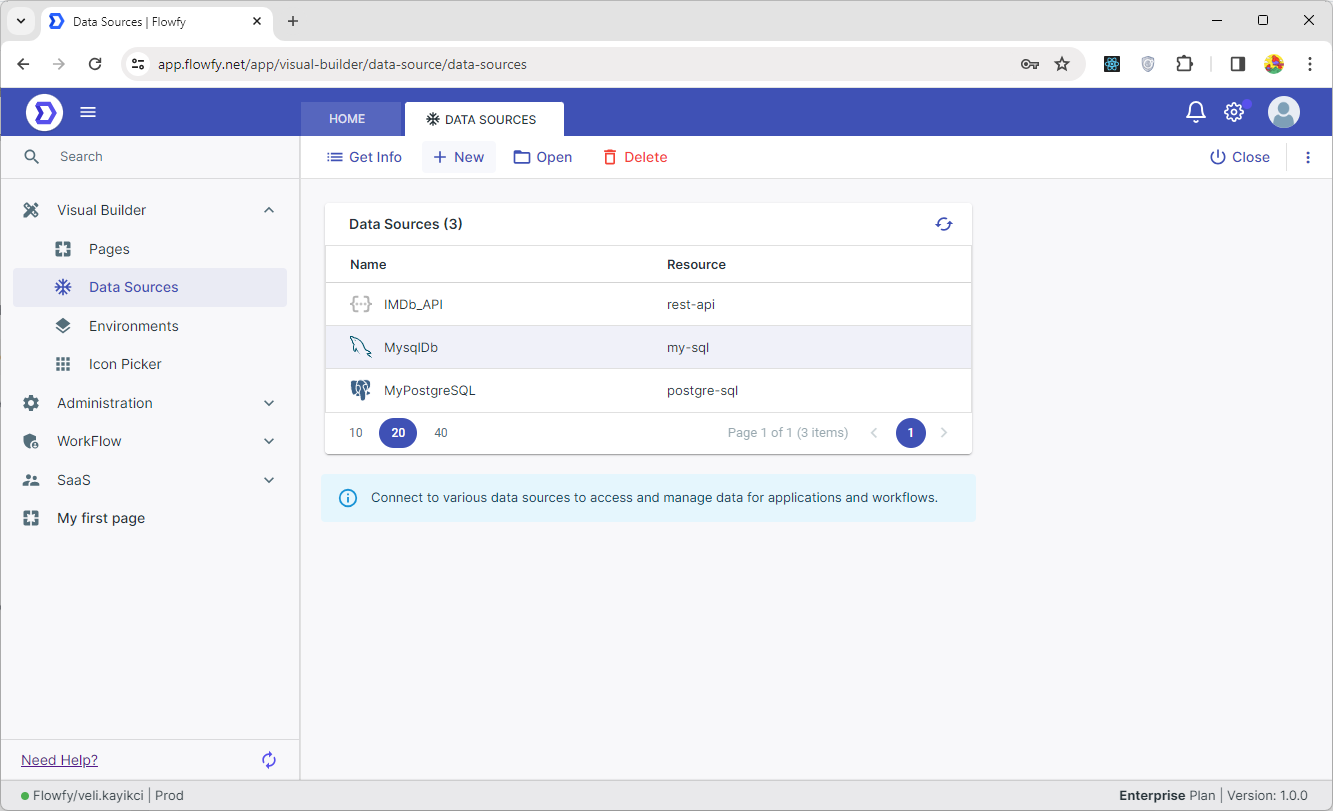 Data Sources | Flowfy
app.flowfy.net/app/visual-builder/data-source/data-sources
HOME
DATA SOURCES
Search
Get Info
New
Open
Delete
Close
Visual Builder
Pages
Data Sources
Environments
Icon Picker
Administration
WorkFlow
SaaS
My first page
Data Sources (3)
Name Resource
IMDb_API rest-api
MysqlDb my-sql
MyPostgreSQL postgre-sql
10 20 40 Page 1 of 1 (3 items) 1
Connect to various data sources to access and manage data for applications and workflows.
Need Help?
Flowfy/veli.kayikci | Prod
Enterprise Plan | Version: 1.0.0